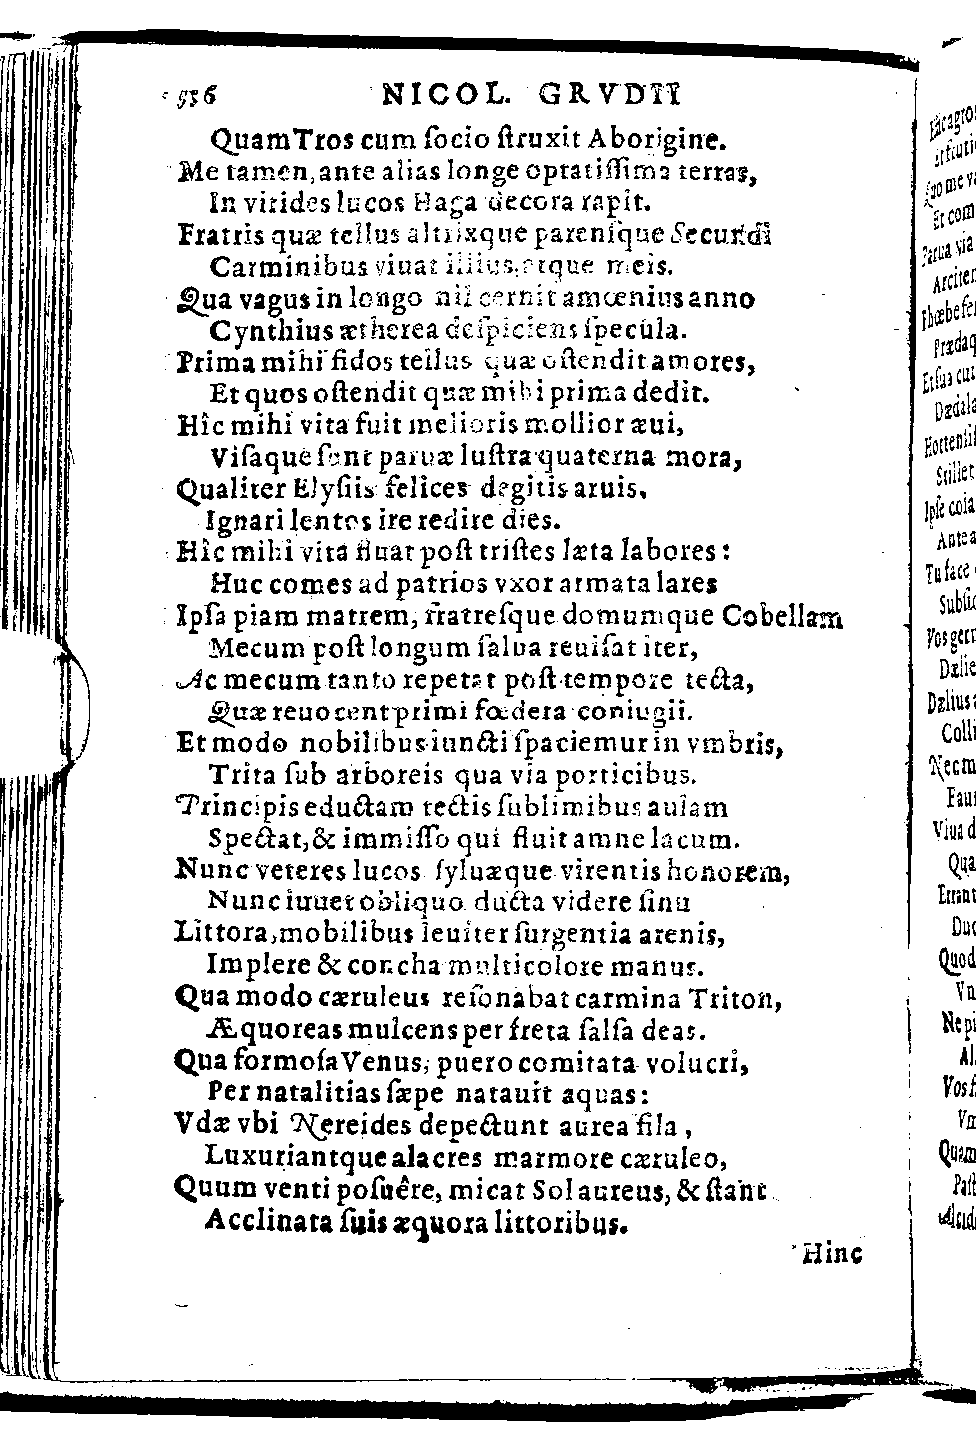 536 NICOL. GRVDII
Quam Tros cum ſocio ſtruxit Aborigine.
Me tamen, ante alias longe optatiſſima terras,
In virides lucos Haga decora rapit.
Fratris quæ tellus altrixque parenſque Secundi
Carminibus viuat illius, atque meis.
Qua vagus in longo nil cernit amœnius anno
Cynthius ætherea deſpiciens ſpecula.
Prima mihi fidos tellus quæ oſtendit amores,
Et quos oſtendit quæ mihi prima dedit.
Hîc mihi vita fuit melioris mollior æui,
Viſaque ſunt paruæ luſtra quaterna mora,
Qualiter Elyſiis felices degitis aruis,
Ignari lentos ire redire dies.
Hîc mihi vita fluat poſt triſtes læta labores:
Huc comes ad patrios vxor armata lares
Ipſa piam matrem, fratreſque domumque Cobellam
Mecum poſt longum ſalua reuiſat iter,
Ac mecum tanto repetat poſt tempore tecta,
Quæ reuocent primi fœdera coniugii.
Et modo nobilibus iuncti ſpaciemur in vmbris,
Trita ſub arboreis qua via porticibus.
Principis eductam tectis ſublimibus aulam
Spectat, & immiſſo qui fluit amne lacum.
Nunc veteres lucos ſyluæque virentis honorem,
Nunc iuuet obliquo ducta videre ſinu
Littora, mobilibus leuiter ſurgentia arenis,
Implere & concha multicolore manus.
Qua modo cæruleus reſonabat carmina Triton,
Æquoreas mulcens per freta ſalſa deas.
Qua formoſa Venus, puero comitata volucri,
Per natalitias ſæpe natauit aquas:
Vdæ vbi Nereides depectunt aurea fila,
Luxuriantque alacres marmore cæruleo,
Quum venti poſuêre, micat Sol aureus, & ſtant
Acclinata ſuis æquora littoribus.
Hinc